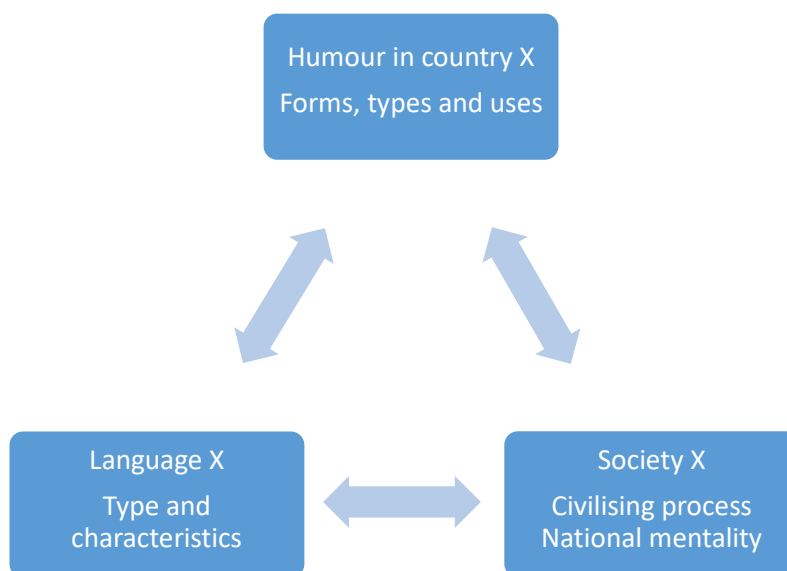 Humour in country X
Forms, types and uses
Language X
Type and
characteristics
Society X
Civilising process
National mentality